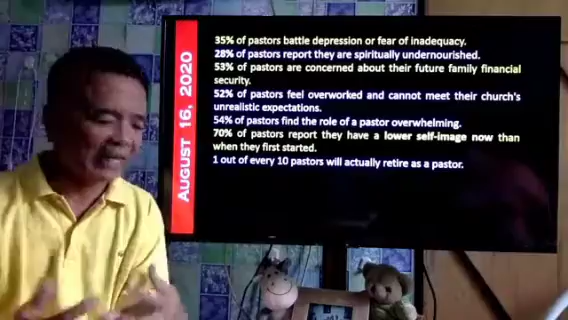 AUGUST 16, 2020
35% of pastors battle depression or fear of inadequacy.
28% of pastors report they are spiritually undernourished.
53% of pastors are concerned about their future family financial
security.
52% of pastors feel overworked and cannot meet their church's
unrealistic expectations.
54% of pastors find the role of a pastor overwhelming.
70% of pastors report they have a lower self-image now than
when they first started.
1 out of every 10 pastors will actually retire as a pastor.